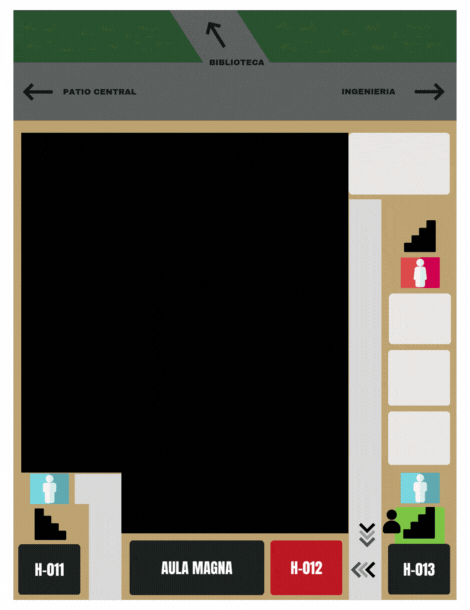 BIBLIOTECA
PATIO CENTRAL
INGENIERIA
H-011
AULA MAGNA
H-012
H-013